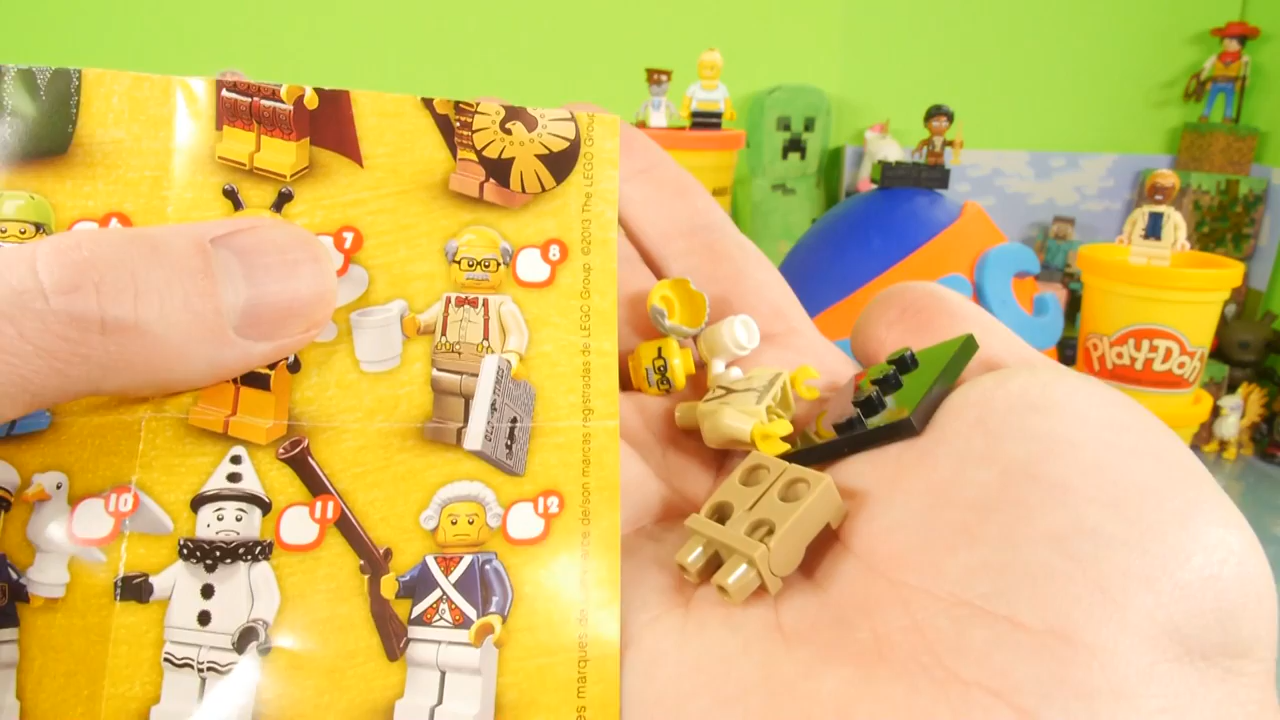 7
8
10
11
12
©2013 The LEGO Group.
de/son marcas registradas de LEGO Group.
es marques de
Play-Doh